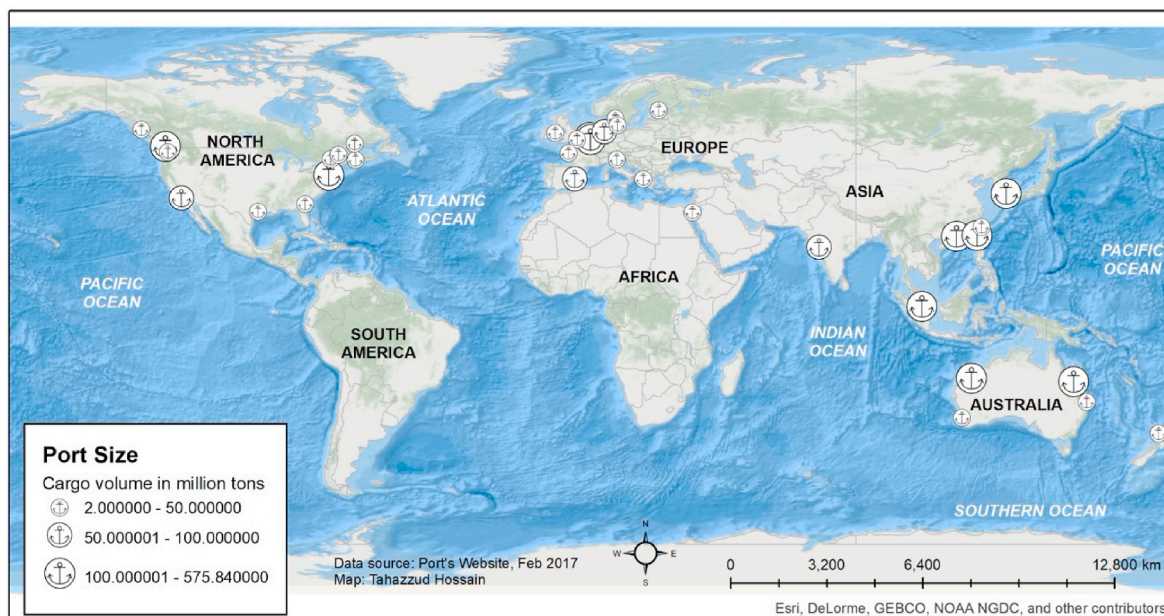 NORTH
AMERICA
EUROPE
ASIA
ATLANTIC
OCEAN
PACIFIC
OCEAN
PACIFIC
OCEAN
AFRICA
SOUTH
AMERICA
INDIAN
OCEAN
AUSTRALIA
Port Size
Cargo volume in million tons
2.000000 - 50.000000
50.000001 - 100.000000
100.000001 - 575.840000
SOUTHERN OCEAN
N
W E
S
Data source: Port's Website, Feb 2017
Map: Tahazzud Hossain
0 3,200 6,400 12,800 km
Esri, DeLorme, GEBCO, NOAA NGDC, and other contributors